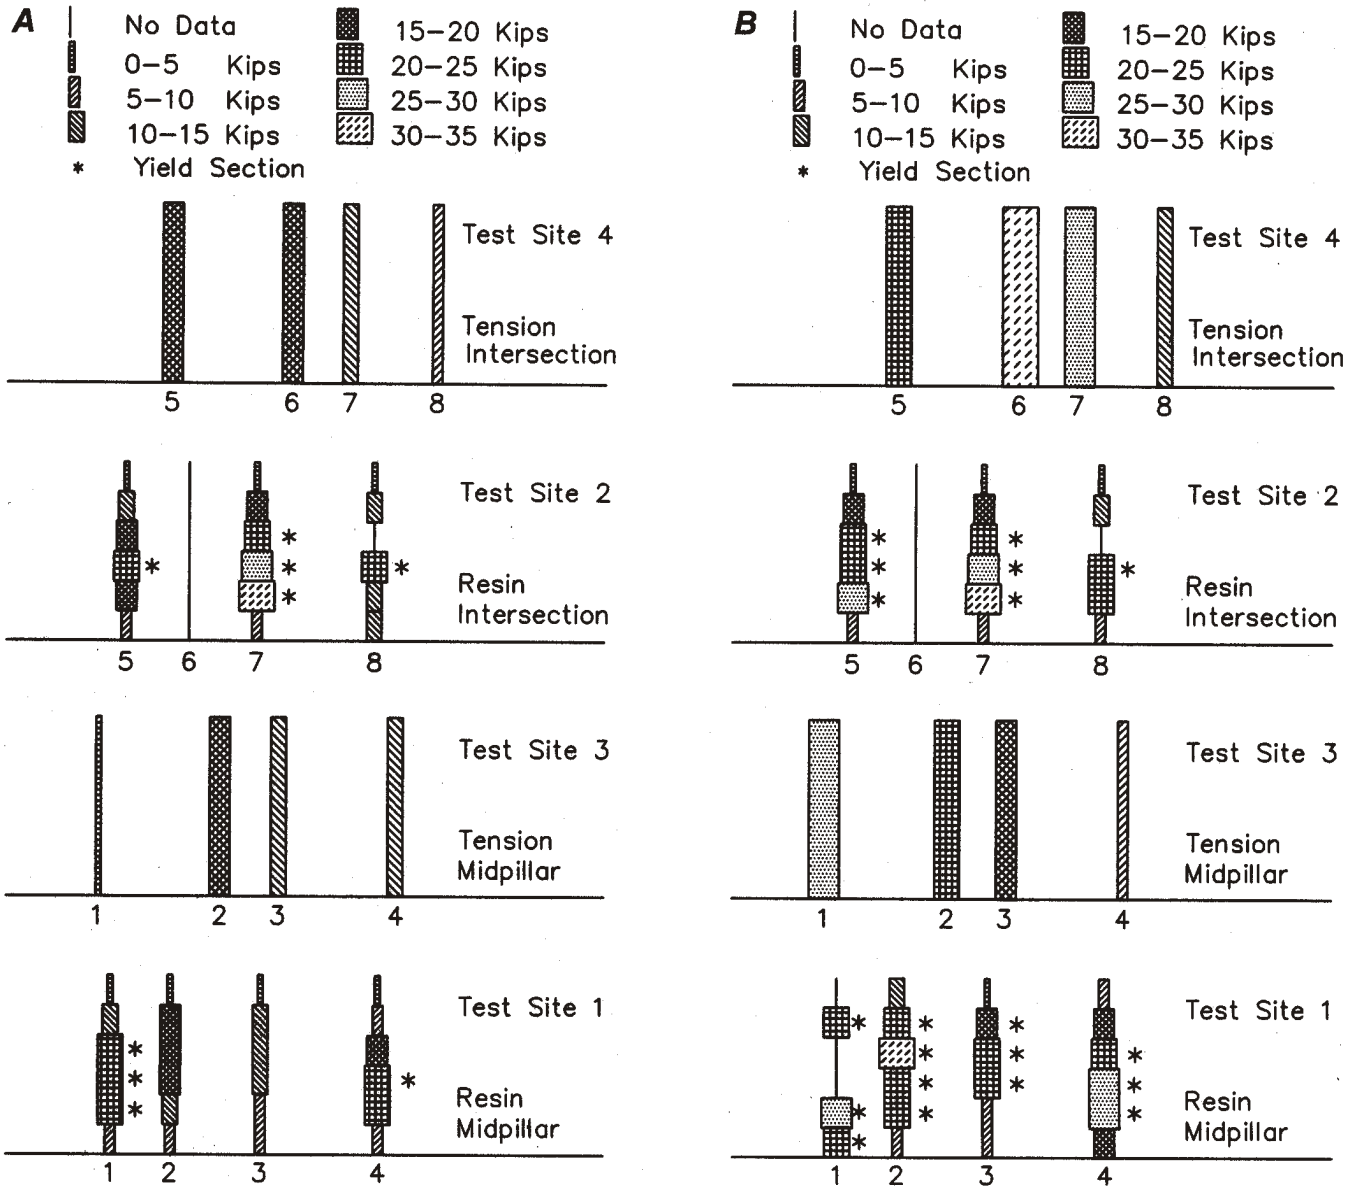 A
No Data
0–5 Kips
5–10 Kips
10–15 Kips
* Yield Section
15–20 Kips
20–25 Kips
25–30 Kips
30–35 Kips
Test Site 4
Tension
Intersection
5 6 7 8
Test Site 2
* * * * *
Resin
Intersection
5 6 7 8
Test Site 3
Tension
Midpillar
1 2 3 4
Test Site 1
* * * *
Resin
Midpillar
1 2 3 4
B
No Data
0–5 Kips
5–10 Kips
10–15 Kips
* Yield Section
15–20 Kips
20–25 Kips
25–30 Kips
30–35 Kips
Test Site 4
Tension
Intersection
5 6 7 8
Test Site 2
* * * * * * *
Resin
Intersection
5 6 7 8
Test Site 3
Tension
Midpillar
1 2 3 4
Test Site 1
* * * * * * * * * * * * *
Resin
Midpillar
1 2 3 4